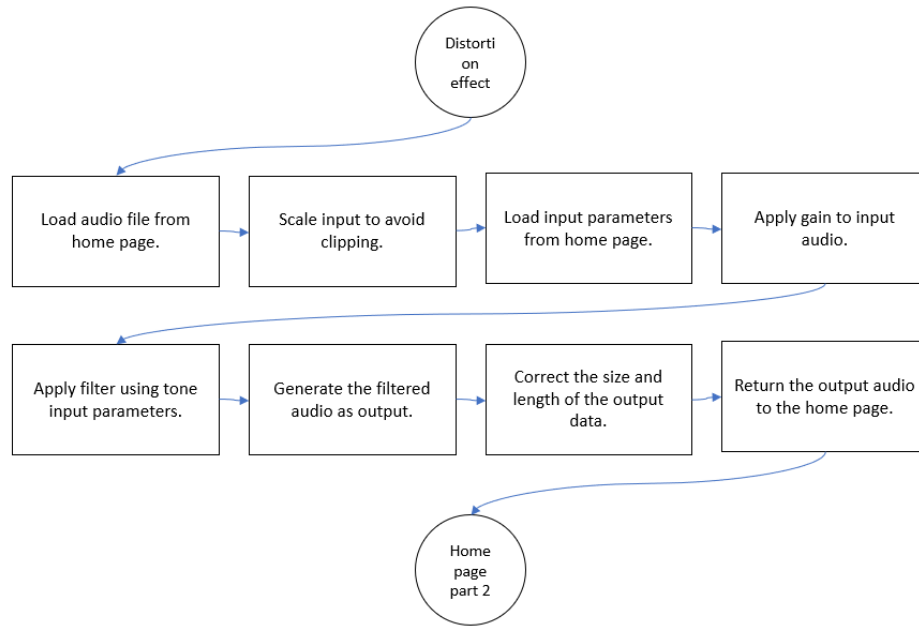 Distorti
on
effect
Load audio file from
home page.
Scale input to avoid
clipping.
Load input parameters
from home page.
Apply gain to input
audio.
Apply filter using tone
input parameters.
Generate the filtered
audio as output.
Correct the size and
length of the output
data.
Return the output audio
to the home page.
Home
page
part 2